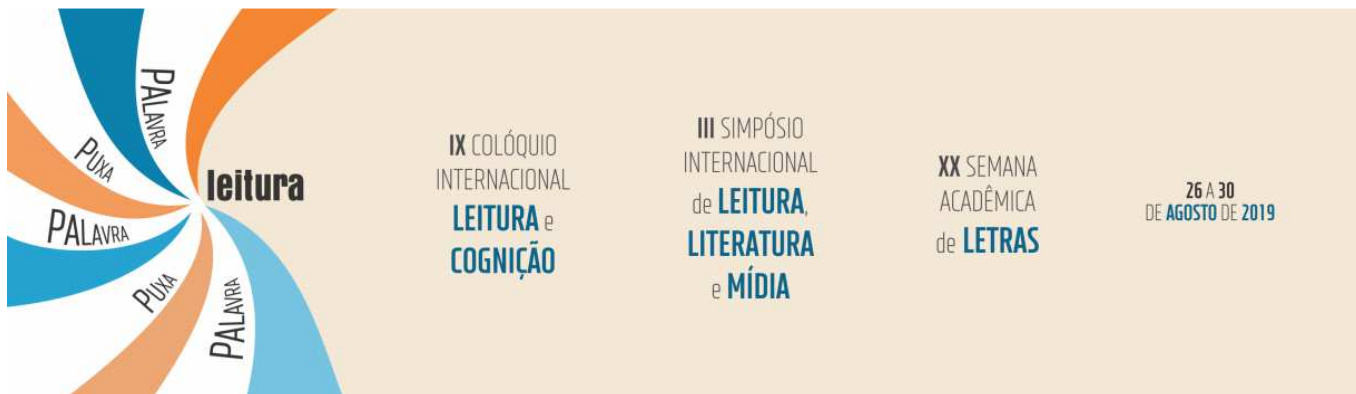 PALAVRA
PUXA
PALAVRA
PUXA
PALAVRA
leitura
IX COLÓQUIO
INTERNACIONAL
LEITURA e
COGNIÇÃO
III SIMPÓSIO
INTERNACIONAL
de LEITURA,
LITERATURA
e MÍDIA
XX SEMANA
ACADÊMICA
de LETRAS
26 A 30
DE AGOSTO DE 2019